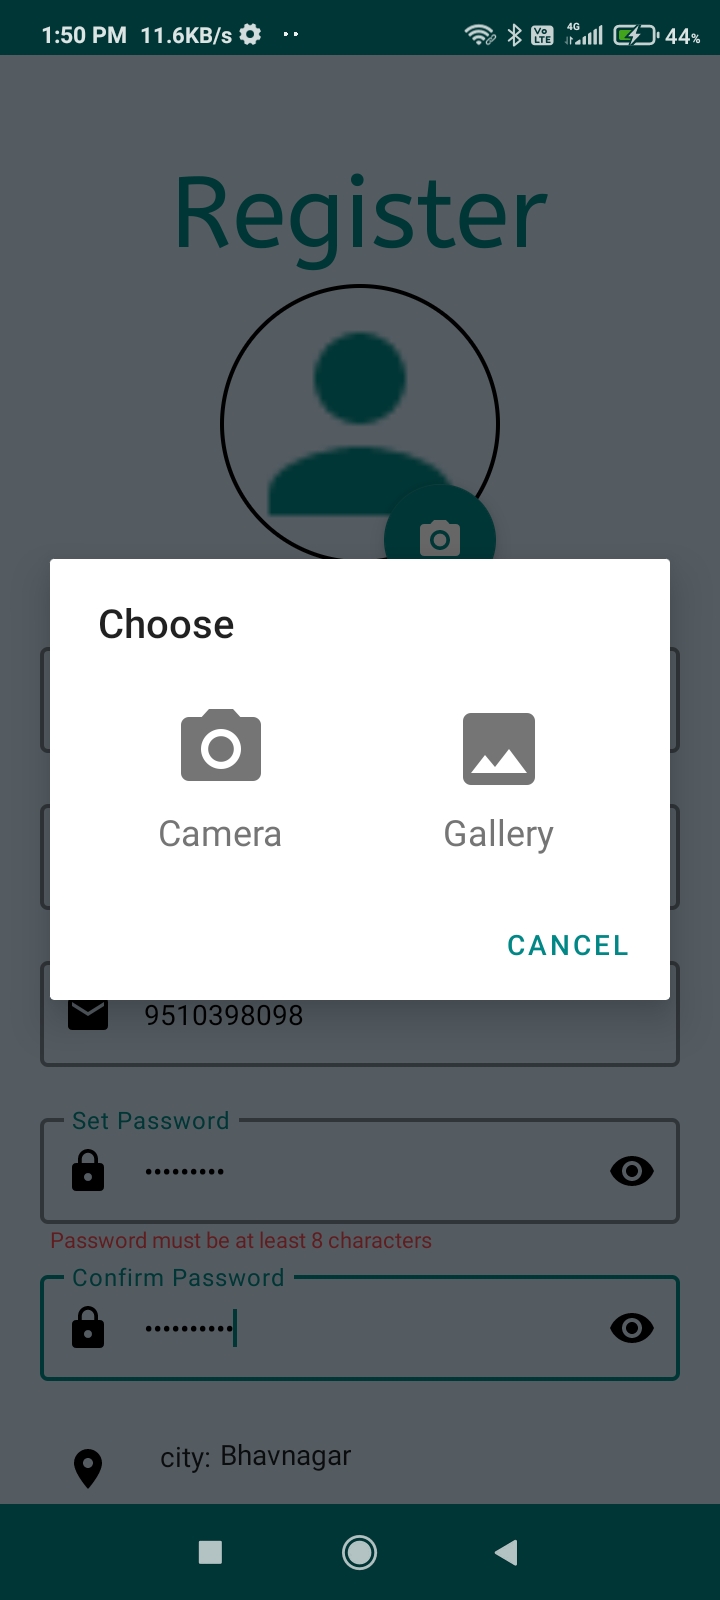 1:50 PM 11.6KB/s Vo LTE 4G 44%
Register
Choose
Camera Gallery
CANCEL
9510398098
Set Password
•••••••••
Password must be at least 8 characters
Confirm Password
••••••••••
city: Bhavnagar